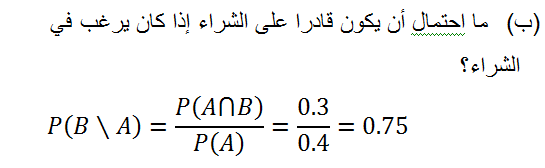 (ب) ما احتمال أن يكون قادرا على الشراء إذا كان يرغب في
الشراء؟
P(B \ A) = P(A∩B) / P(A) = 0.3 / 0.4 = 0.75